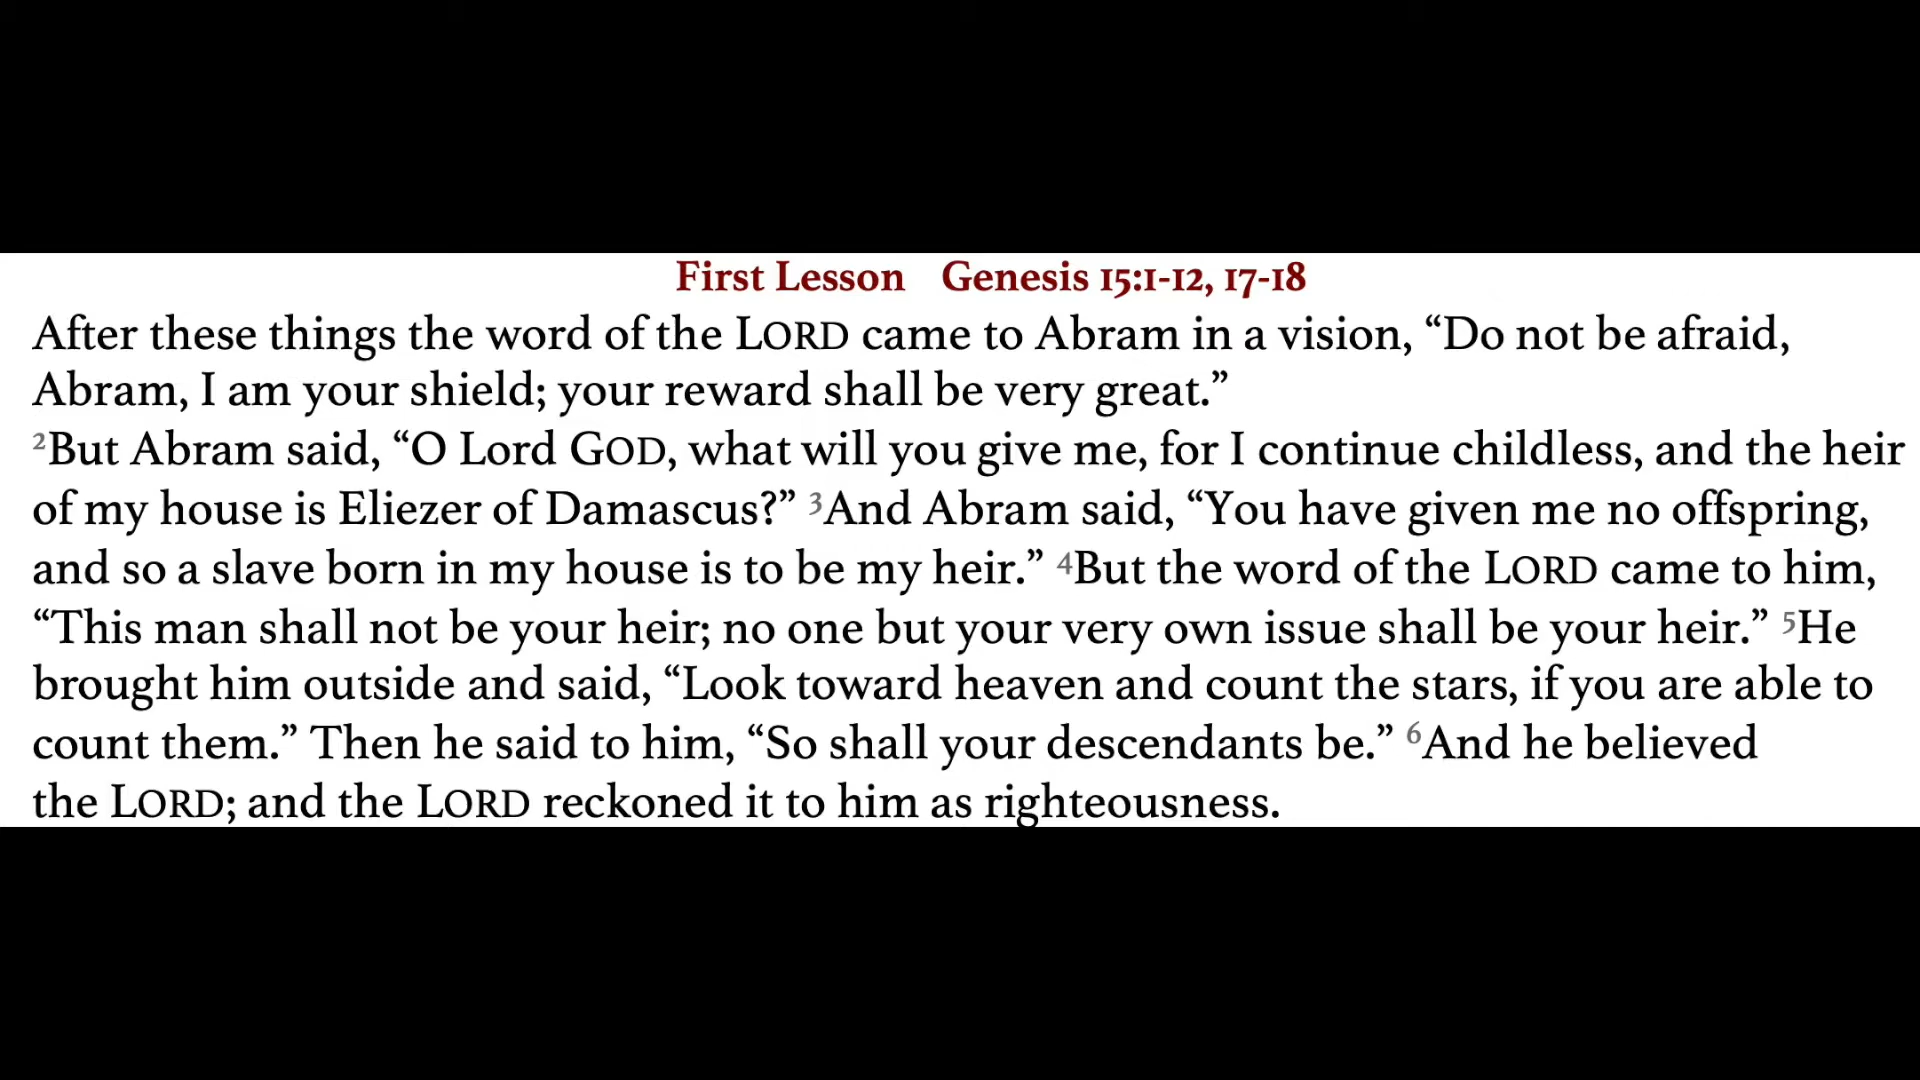 First Lesson Genesis 15:1-12, 17-18
After these things the word of the LORD came to Abram in a vision, “Do not be afraid,
Abram, I am your shield; your reward shall be very great.”
²But Abram said, “O Lord GOD, what will you give me, for I continue childless, and the heir
of my house is Eliezer of Damascus?” ³And Abram said, “You have given me no offspring,
and so a slave born in my house is to be my heir.” ⁴But the word of the LORD came to him,
“This man shall not be your heir; no one but your very own issue shall be your heir.” ⁵He
brought him outside and said, “Look toward heaven and count the stars, if you are able to
count them.” Then he said to him, “So shall your descendants be.” ⁶And he believed
the LORD; and the LORD reckoned it to him as righteousness.